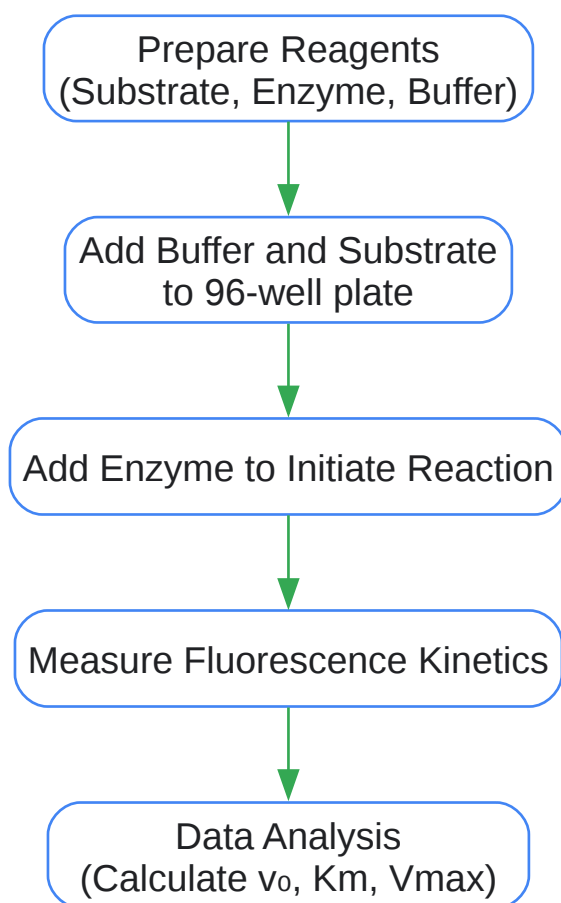 Prepare Reagents
(Substrate, Enzyme, Buffer)
Add Buffer and Substrate
to 96-well plate
Add Enzyme to Initiate Reaction
Measure Fluorescence Kinetics
Data Analysis
(Calculate v₀, Km, Vmax)